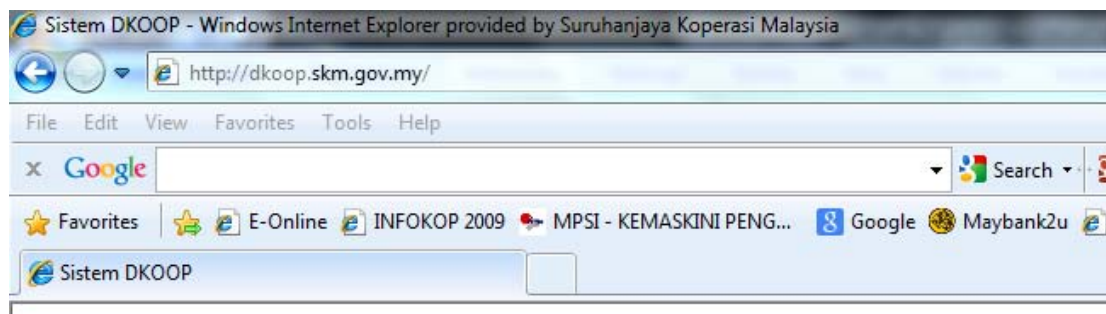 Sistem DKOOP - Windows Internet Explorer provided by Suruhanjaya Koperasi Malaysia
http://dkoop.skm.gov.my/
File Edit View Favorites Tools Help
x Google Search
Favorites E-Online INFOKOP 2009 MPSI - KEMASKINI PENG... Google Maybank2u
Sistem DKOOP